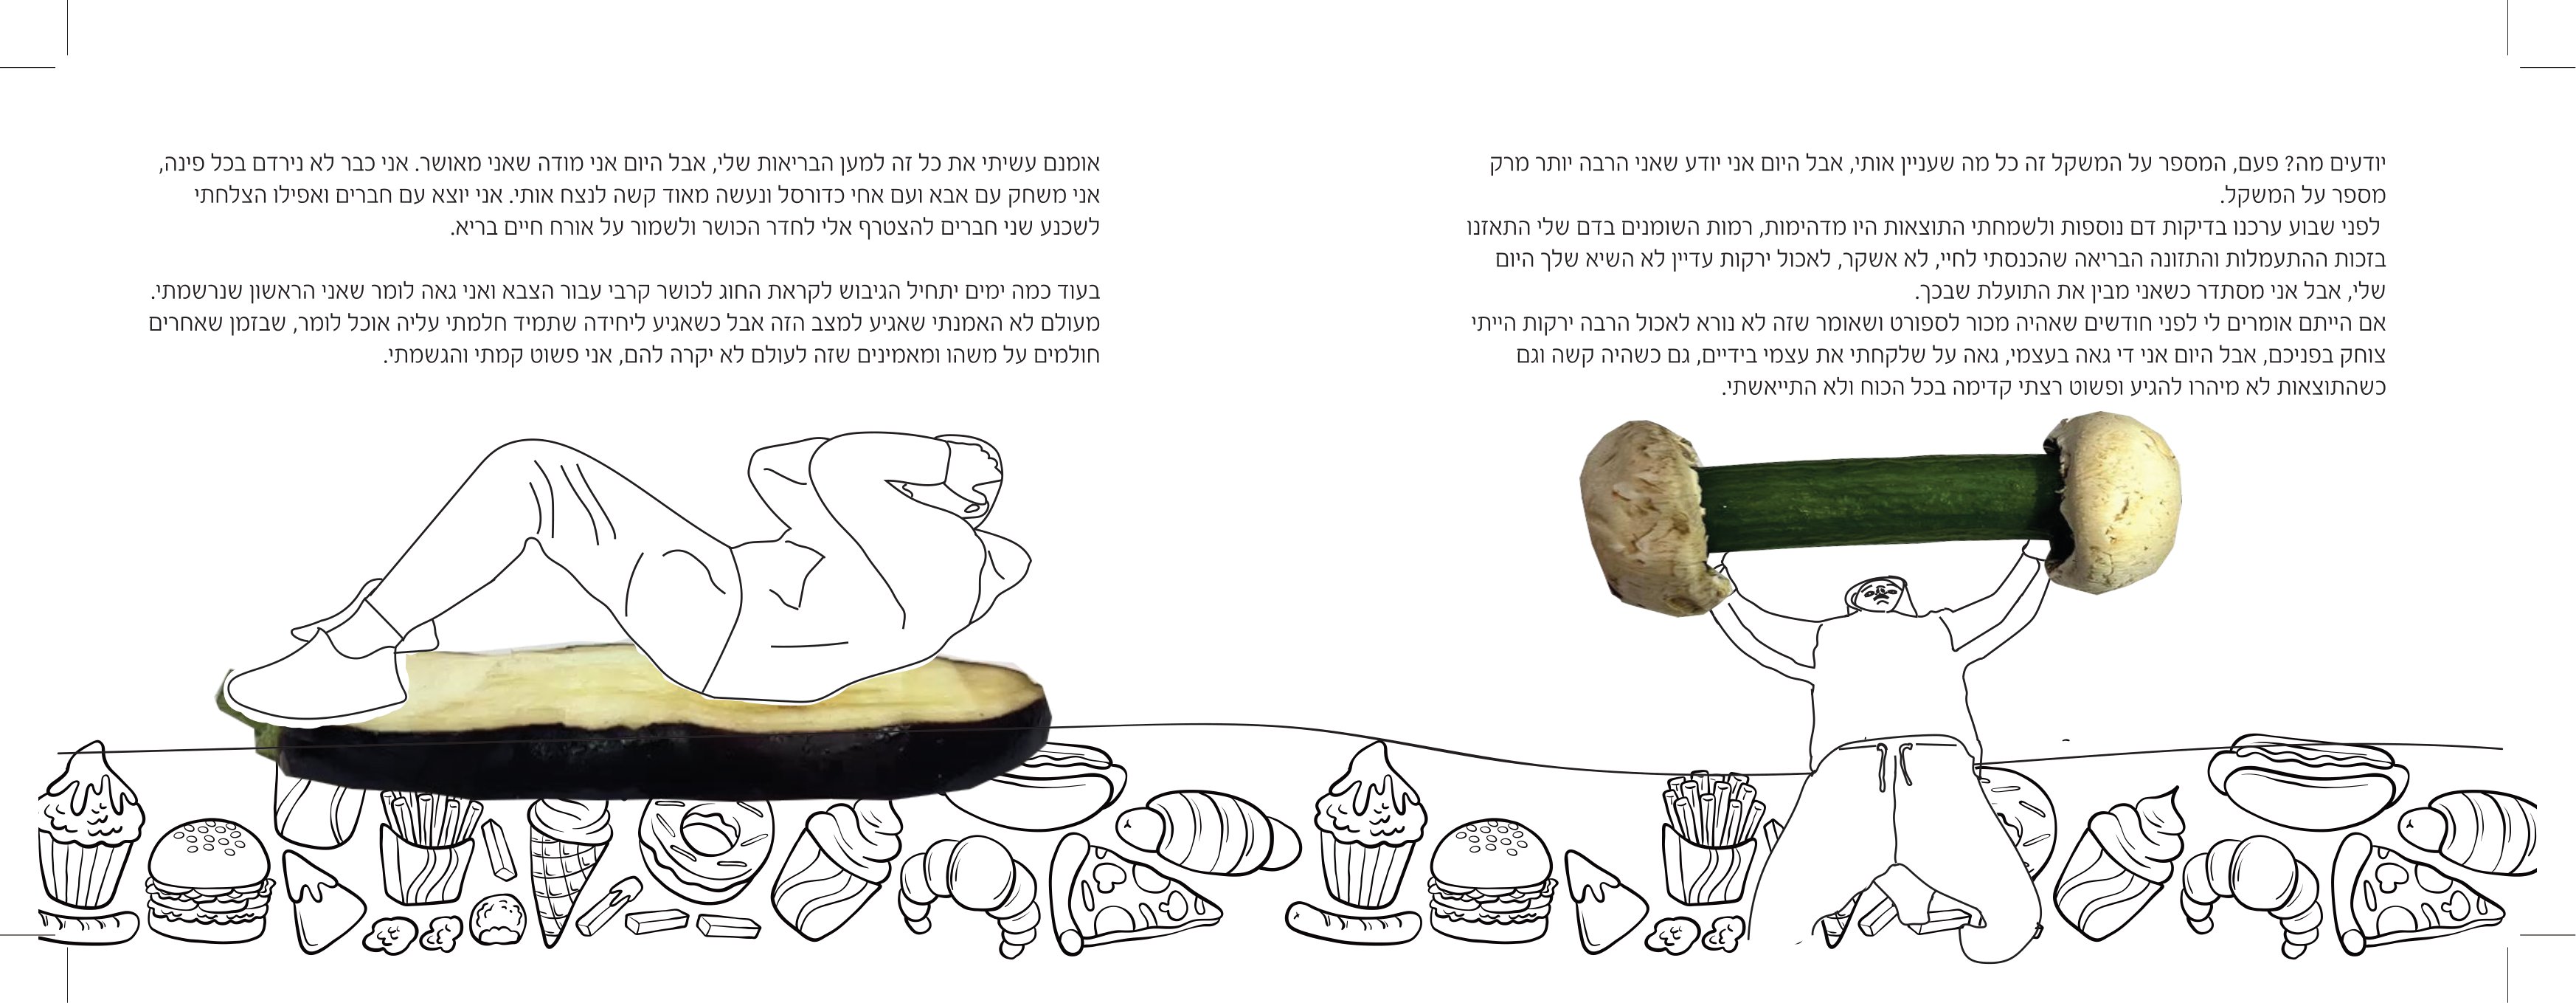 יודעים מה? פעם, המספר על המשקל זה כל מה שעניין אותי, אבל היום אני יודע שאני הרבה יותר מרק
מספר על המשקל.
לפני שבוע ערכנו בדיקות דם נוספות ולשמחתי התוצאות היו מדהימות, רמות השומנים בדם שלי התאזנו
בזכות ההתעמלות והתזונה הבריאה שהכנסתי לחיי, לא אשקר, לאכול ירקות עדיין לא השיא שלך היום
שלי, אבל אני מסתדר כשאני מבין את התועלת שבכך.
אם הייתם אומרים לי לפני חודשים שאהיה מכור לספורט ושאומר שזה לא נורא לאכול הרבה ירקות הייתי
צוחק בפניכם, אבל היום אני די גאה בעצמי, גאה על שלקחתי את עצמי בידיים, גם כשהיה קשה וגם
כשהתוצאות לא מיהרו להגיע ופשוט רצתי קדימה בכל הכוח ולא התייאשתי.
אומנם עשיתי את כל זה למען הבריאות שלי, אבל היום אני מודה שאני מאושר. אני כבר לא נירדם בכל פינה,
אני משחק עם אבא ועם אחי כדורסל ונעשה מאוד קשה לנצח אותי. אני יוצא עם חברים ואפילו הצלחתי
לשכנע שני חברים להצטרף אלי לחדר הכושר ולשמור על אורח חיים בריא.
בעוד כמה ימים יתחיל הגיבוש לקראת החוג לכושר קרבי עבור הצבא ואני גאה לומר שאני הראשון שנרשמתי.
מעולם לא האמנתי שאגיע למצב הזה אבל כשאגיע ליחידה שתמיד חלמתי עליה אוכל לומר, שבזמן שאחרים
חולמים על משהו ומאמינים שזה לעולם לא יקרה להם, אני פשוט קמתי והגשמתי.